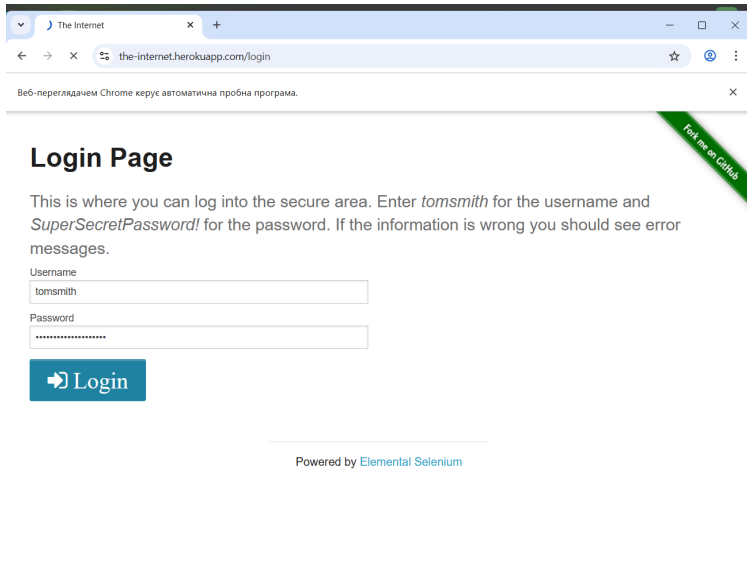 The Internet
the-internet.herokuapp.com/login
Веб-переглядачем Chrome керує автоматична пробна програма.
Fork me on GitHub
Login Page
This is where you can log into the secure area. Enter tomsmith for the username and
SuperSecretPassword! for the password. If the information is wrong you should see error
messages.
Username
tomsmith
Password
••••••••••••••••••••
Login
Powered by Elemental Selenium